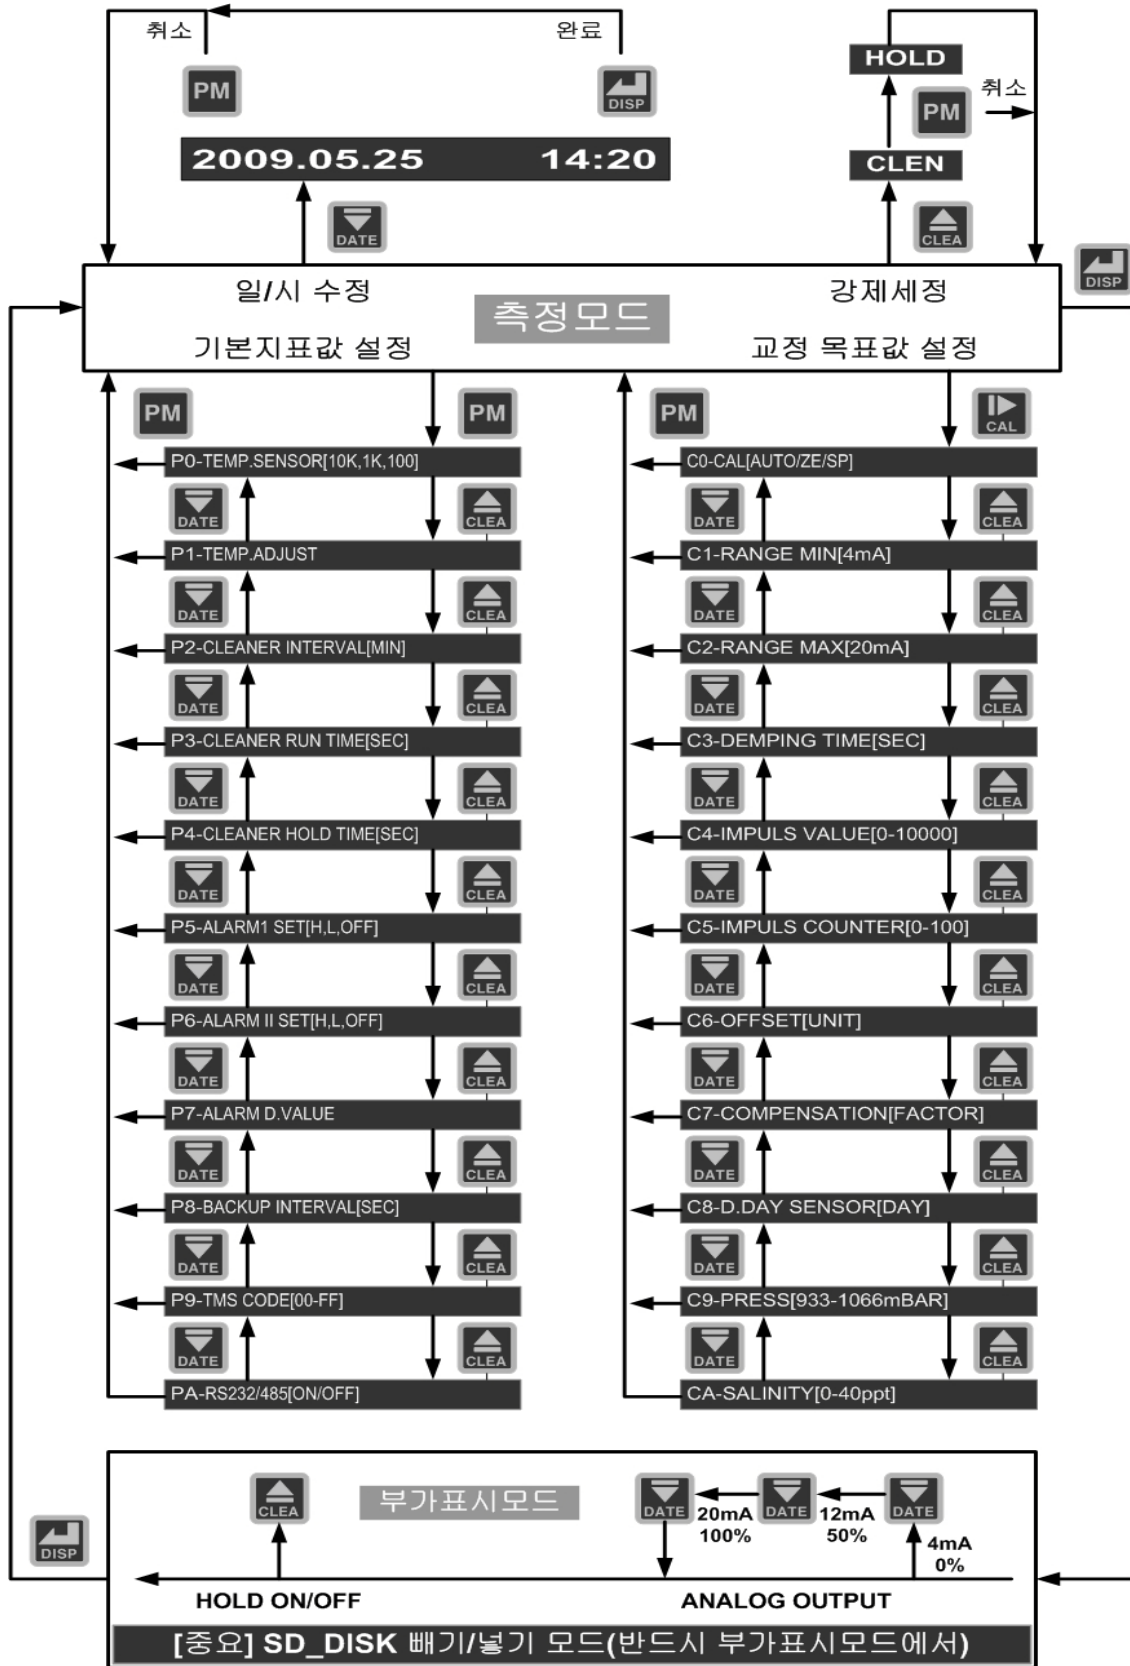 취소
완료
HOLD
PM
DISP
PM
취소
2009.05.25 14:20
CLEN
DATE
CLEA
DISP
일/시 수정
강제세정
측정모드
기본지표값 설정
교정 목표값 설정
PM
PM
PM
CAL
P0-TEMP.SENSOR[10K,1K,100]
C0-CAL[AUTO/ZE/SP]
DATE
CLEA
DATE
CLEA
P1-TEMP.ADJUST
C1-RANGE MIN[4mA]
DATE
CLEA
DATE
CLEA
P2-CLEANER INTERVAL[MIN]
C2-RANGE MAX[20mA]
DATE
CLEA
DATE
CLEA
P3-CLEANER RUN TIME[SEC]
C3-DEMPING TIME[SEC]
DATE
CLEA
DATE
CLEA
P4-CLEANER HOLD TIME[SEC]
C4-IMPULS VALUE[0-10000]
DATE
CLEA
DATE
CLEA
P5-ALARM1 SET[H,L,OFF]
C5-IMPULS COUNTER[0-100]
DATE
CLEA
DATE
CLEA
P6-ALARM II SET[H,L,OFF]
C6-OFFSET[UNIT]
DATE
CLEA
DATE
CLEA
P7-ALARM D.VALUE
C7-COMPENSATION[FACTOR]
DATE
CLEA
DATE
CLEA
P8-BACKUP INTERVAL[SEC]
C8-D.DAY SENSOR[DAY]
DATE
CLEA
DATE
CLEA
P9-TMS CODE[00-FF]
C9-PRESS[933-1066mBAR]
DATE
CLEA
DATE
CLEA
PA-RS232/485[ON/OFF]
CA-SALINITY[0-40ppt]
CLEA
부가표시모드
DATE
20mA
100%
DATE
12mA
50%
DATE
4mA
0%
DISP
HOLD ON/OFF
ANALOG OUTPUT
[중요] SD_DISK 빼기/넣기 모드(반드시 부가표시모드에서)